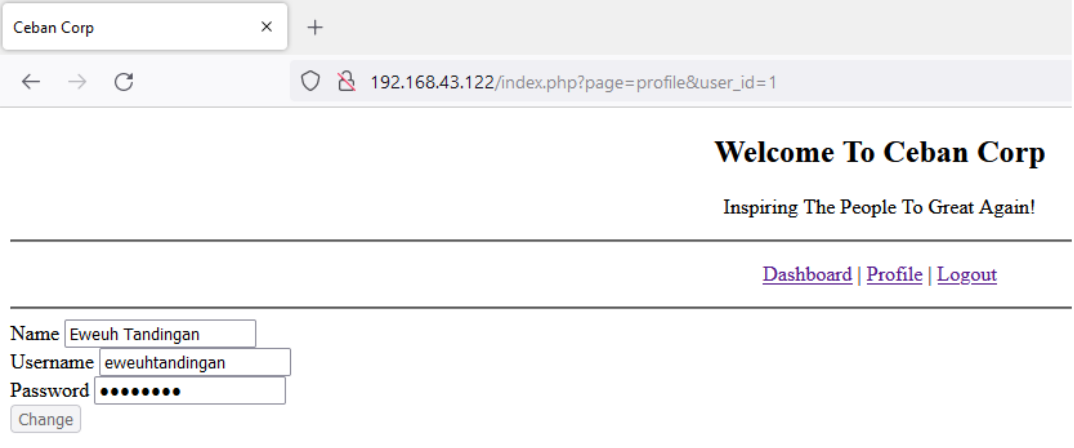 Ceban Corp
192.168.43.122/index.php?page=profile&user_id=1
Welcome To Ceban Corp
Inspiring The People To Great Again!
Dashboard | Profile | Logout
Name Eweuh Tandingan
Username eweuhtandingan
Password ••••••••
Change